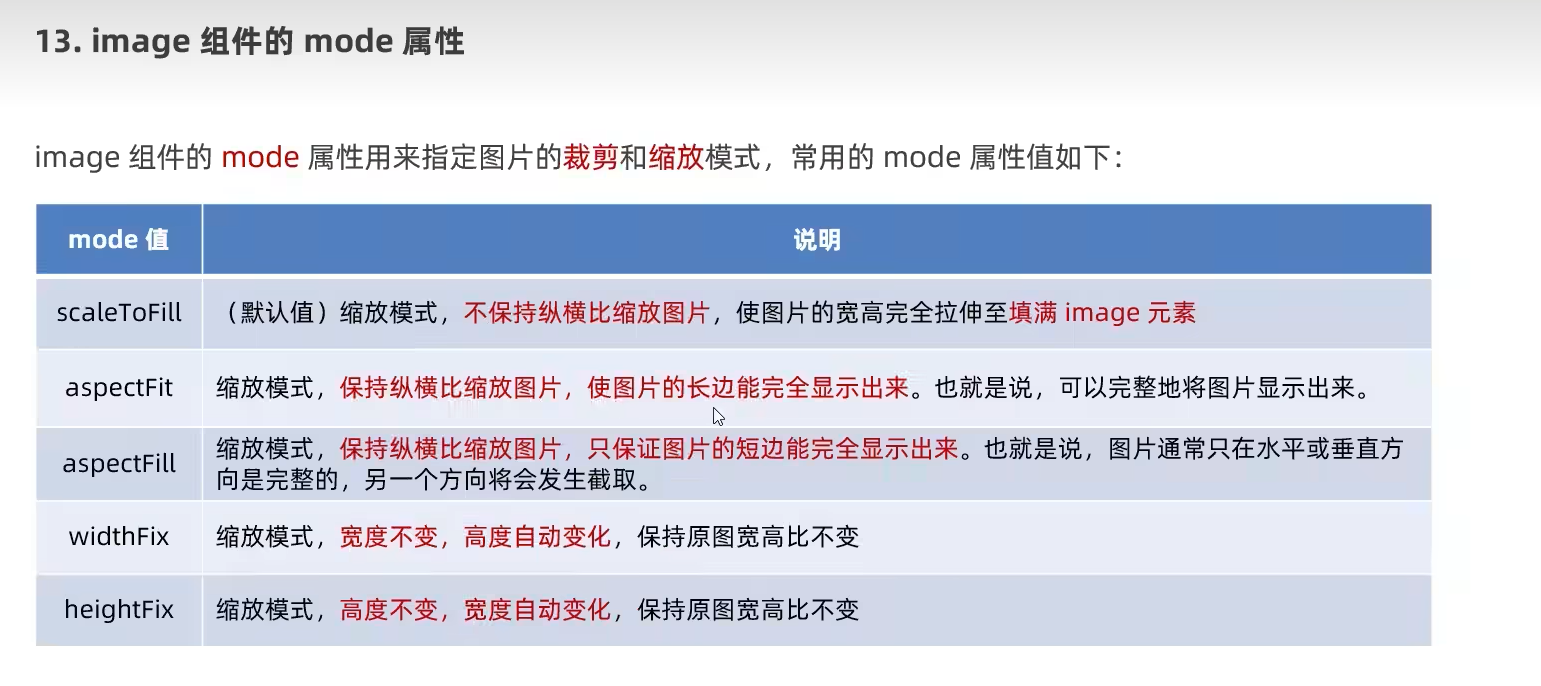 13. image 组件的 mode 属性
image 组件的 mode 属性用来指定图片的裁剪和缩放模式，常用的 mode 属性值如下：
mode 值 说明
scaleToFill （默认值）缩放模式，不保持纵横比缩放图片，使图片的宽高完全拉伸至填满 image 元素
aspectFit 缩放模式，保持纵横比缩放图片，使图片的长边能完全显示出来。也就是说，可以完整地将图片显示出来。
aspectFill 缩放模式，保持纵横比缩放图片，只保证图片的短边能完全显示出来。也就是说，图片通常只在水平或垂直方
向是完整的，另一个方向将会发生截取。
widthFix 缩放模式，宽度不变，高度自动变化，保持原图宽高比不变
heightFix 缩放模式，高度不变，宽度自动变化，保持原图宽高比不变